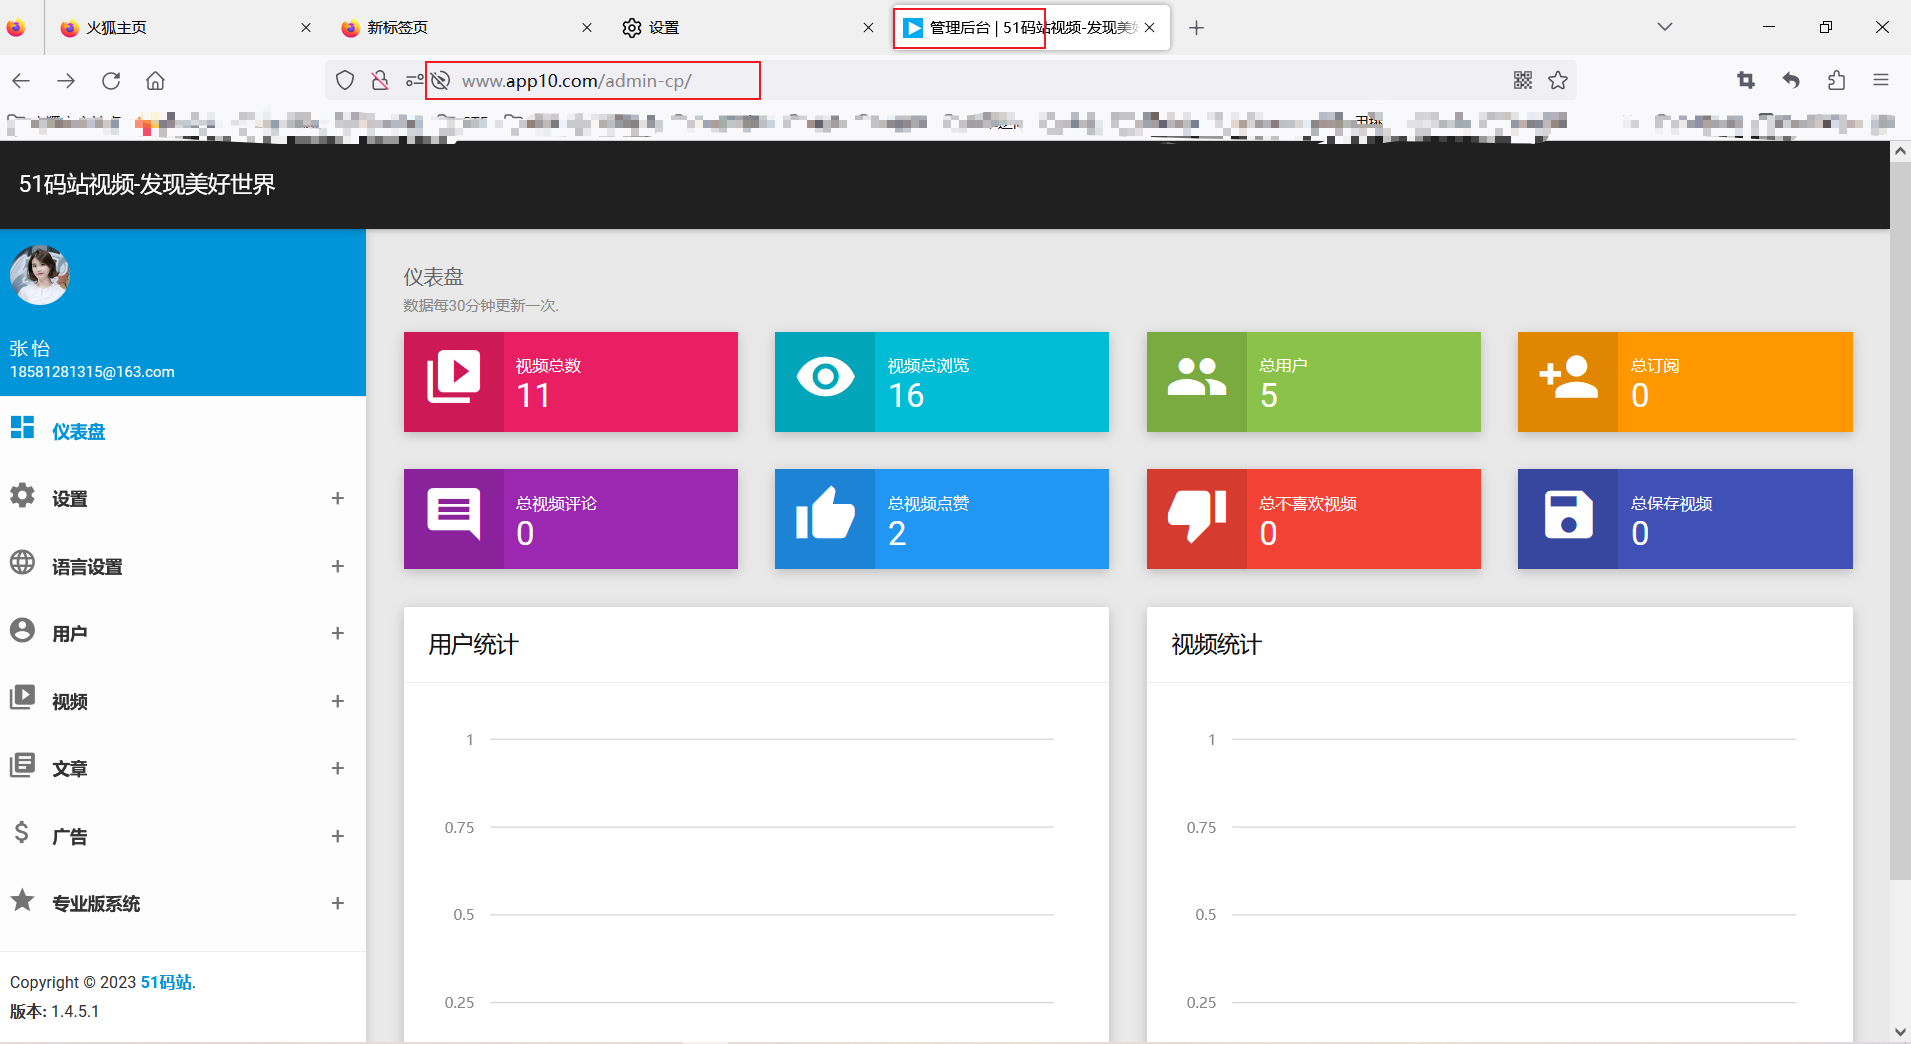 火狐主页
新标签页
设置
管理后台 | 51码站视频-发现美好
www.app10.com/admin-cp/
51码站视频-发现美好世界
张 怡
18581281315@163.com
仪表盘
设置 +
语言设置 +
用户 +
视频 +
文章 +
广告 +
专业版系统 +
Copyright © 2023 51码站.
版本: 1.4.5.1
仪表盘
数据每30分钟更新一次.
视频总数
11
视频总浏览
16
总用户
5
总订阅
0
总视频评论
0
总视频点赞
2
总不喜欢视频
0
总保存视频
0
用户统计
1
0.75
0.5
0.25
视频统计
1
0.75
0.5
0.25